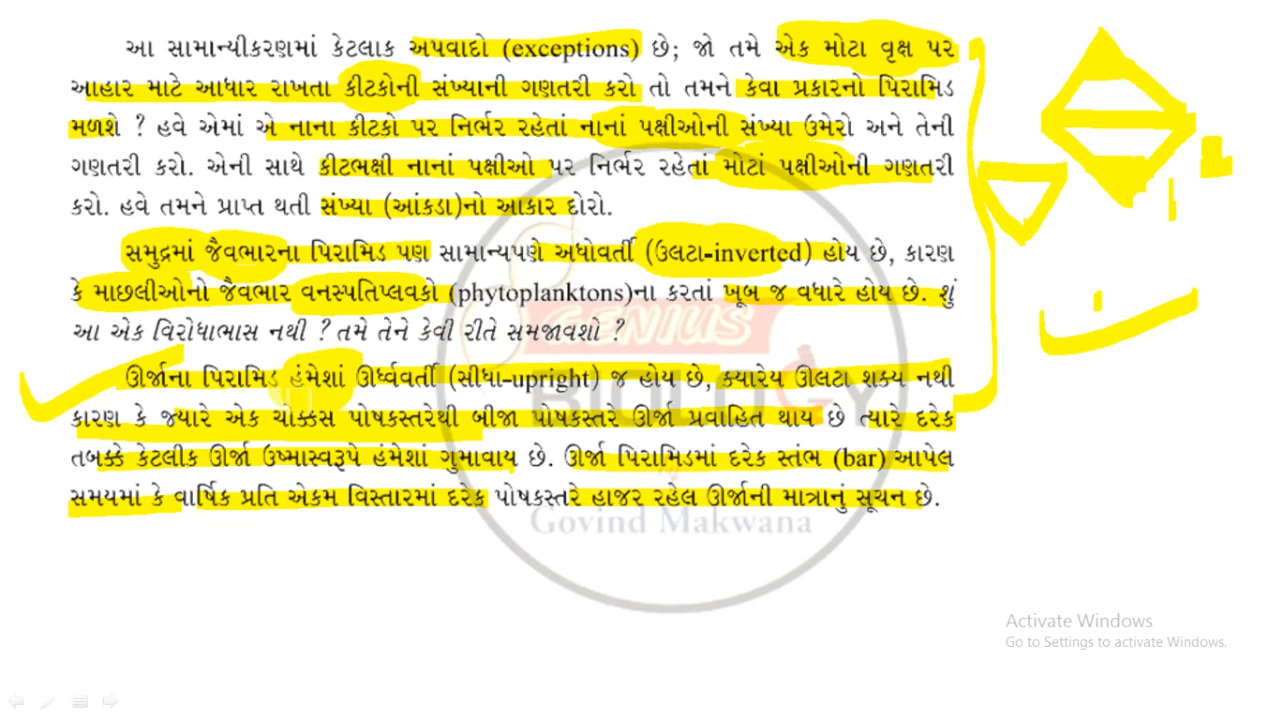 આ સામાન્યીકરણમાં કેટલાક અપવાદો (exceptions) છે; જો તમે એક મોટા વૃક્ષ પર
આહાર માટે આધાર રાખતા કીટકોની સંખ્યાની ગણતરી કરો તો તમને કેવા પ્રકારનો પિરામિડ
મળશે ? હવે એમાં એ નાના કીટકો પર નિર્ભર રહેતાં નાનાં પક્ષીઓની સંખ્યા ઉમેરો અને તેની
ગણતરી કરો. એની સાથે કીટભક્ષી નાનાં પક્ષીઓ પર નિર્ભર રહેતાં મોટાં પક્ષીઓની ગણતરી
કરો. હવે તમને પ્રાપ્ત થતી સંખ્યા (આંકડા)નો આકાર દોરો.
સમુદ્રમાં જૈવભારના પિરામિડ પણ સામાન્યપણે અધોવર્તી (ઉલટા-inverted) હોય છે, કારણ
કે માછલીઓનો જૈવભાર વનસ્પતિપ્લવકો (phytoplanktons)ના કરતાં ખૂબ જ વધારે હોય છે. શું
આ એક વિરોધાભાસ નથી ? તમે તેને કેવી રીતે સમજાવશો ?
ઊર્જાના પિરામિડ હંમેશાં ઊર્ધ્વવર્તી (સીધા-upright) જ હોય છે, ક્યારેય ઊલટા શક્ય નથી
કારણ કે જ્યારે એક ચોક્કસ પોષકસ્તરેથી બીજા પોષકસ્તરે ઊર્જા પ્રવાહિત થાય છે ત્યારે દરેક
તબક્કે કેટલીક ઊર્જા ઉષ્માસ્વરૂપે હંમેશાં ગુમાવાય છે. ઊર્જા પિરામિડમાં દરેક સ્તંભ (bar) આપેલ
સમયમાં કે વાર્ષિક પ્રતિ એકમ વિસ્તારમાં દરેક પોષકસ્તરે હાજર રહેલ ઊર્જાની માત્રાનું સૂચન છે.
GENIUS
BIOLOGY
by
Govind Makwana
Activate Windows
Go to Settings to activate Windows.